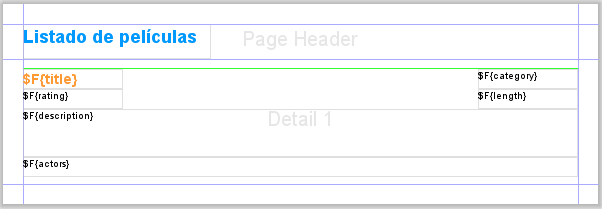 Listado de películas
Page Header
$F{title}
$F{category}
$F{rating}
$F{length}
$F{description}
Detail 1
$F{actors}